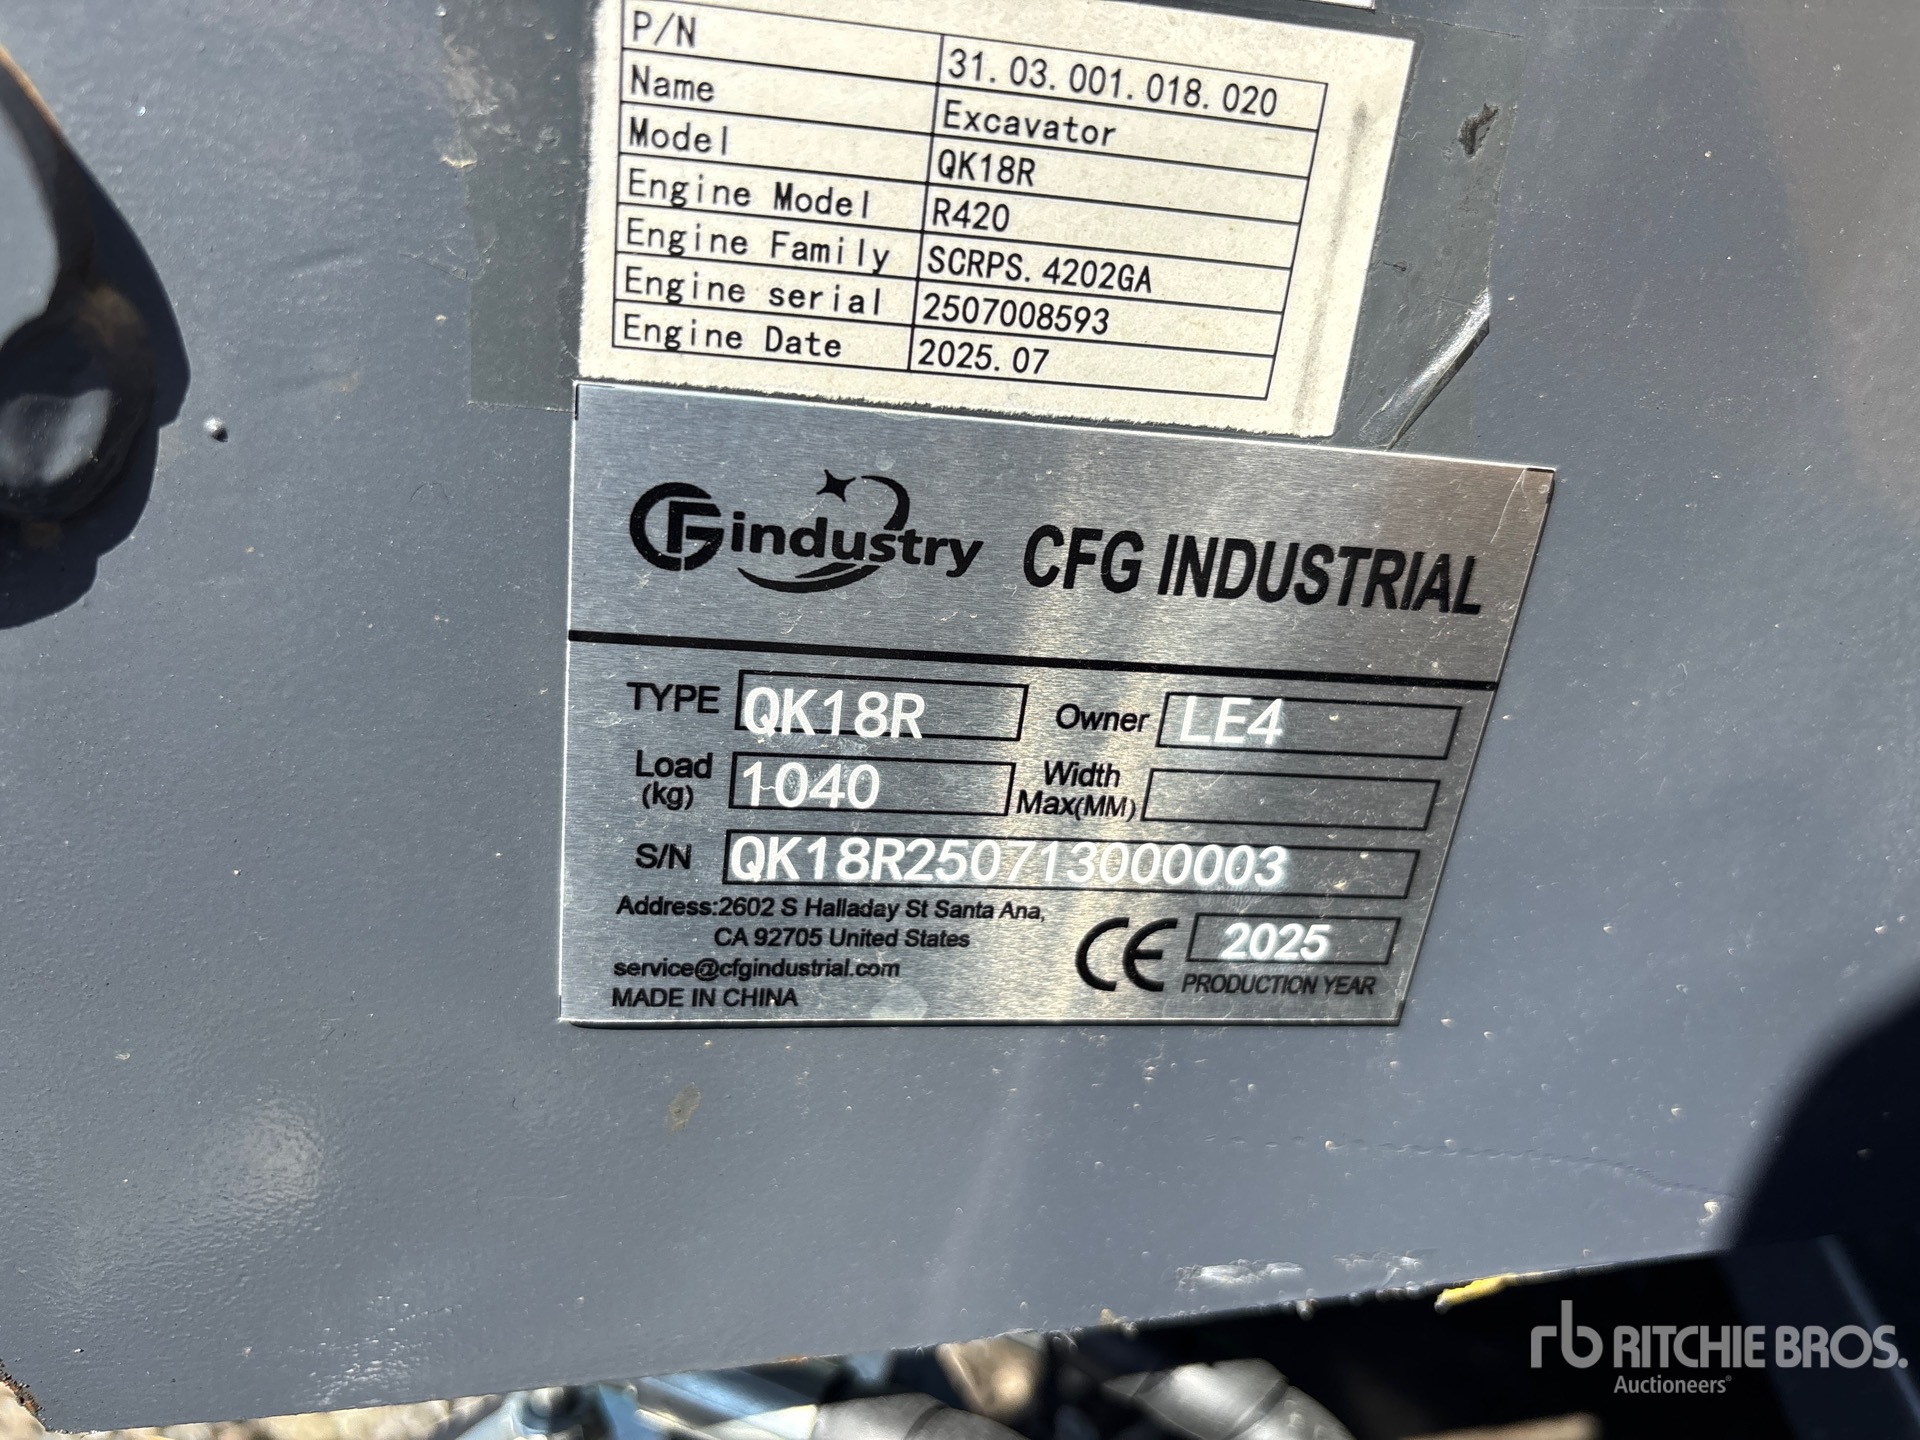 P/N 31. 03. 001. 018. 020
Name Excavator
Model QK18R
Engine Model R420
Engine Family SCRPS. 4202GA
Engine serial 2507008593
Engine Date 2025. 07
CFG industry CFG INDUSTRIAL
TYPE QK18R Owner LE4
Load (kg) 1040 Width Max(MM)
S/N QK18R250713000003
Address:2602 S Halladay St Santa Ana,
CA 92705 United States
service@cfgindustrial.com
MADE IN CHINA
CE 2025
PRODUCTION YEAR
rb RITCHIE BROS.
Auctioneers